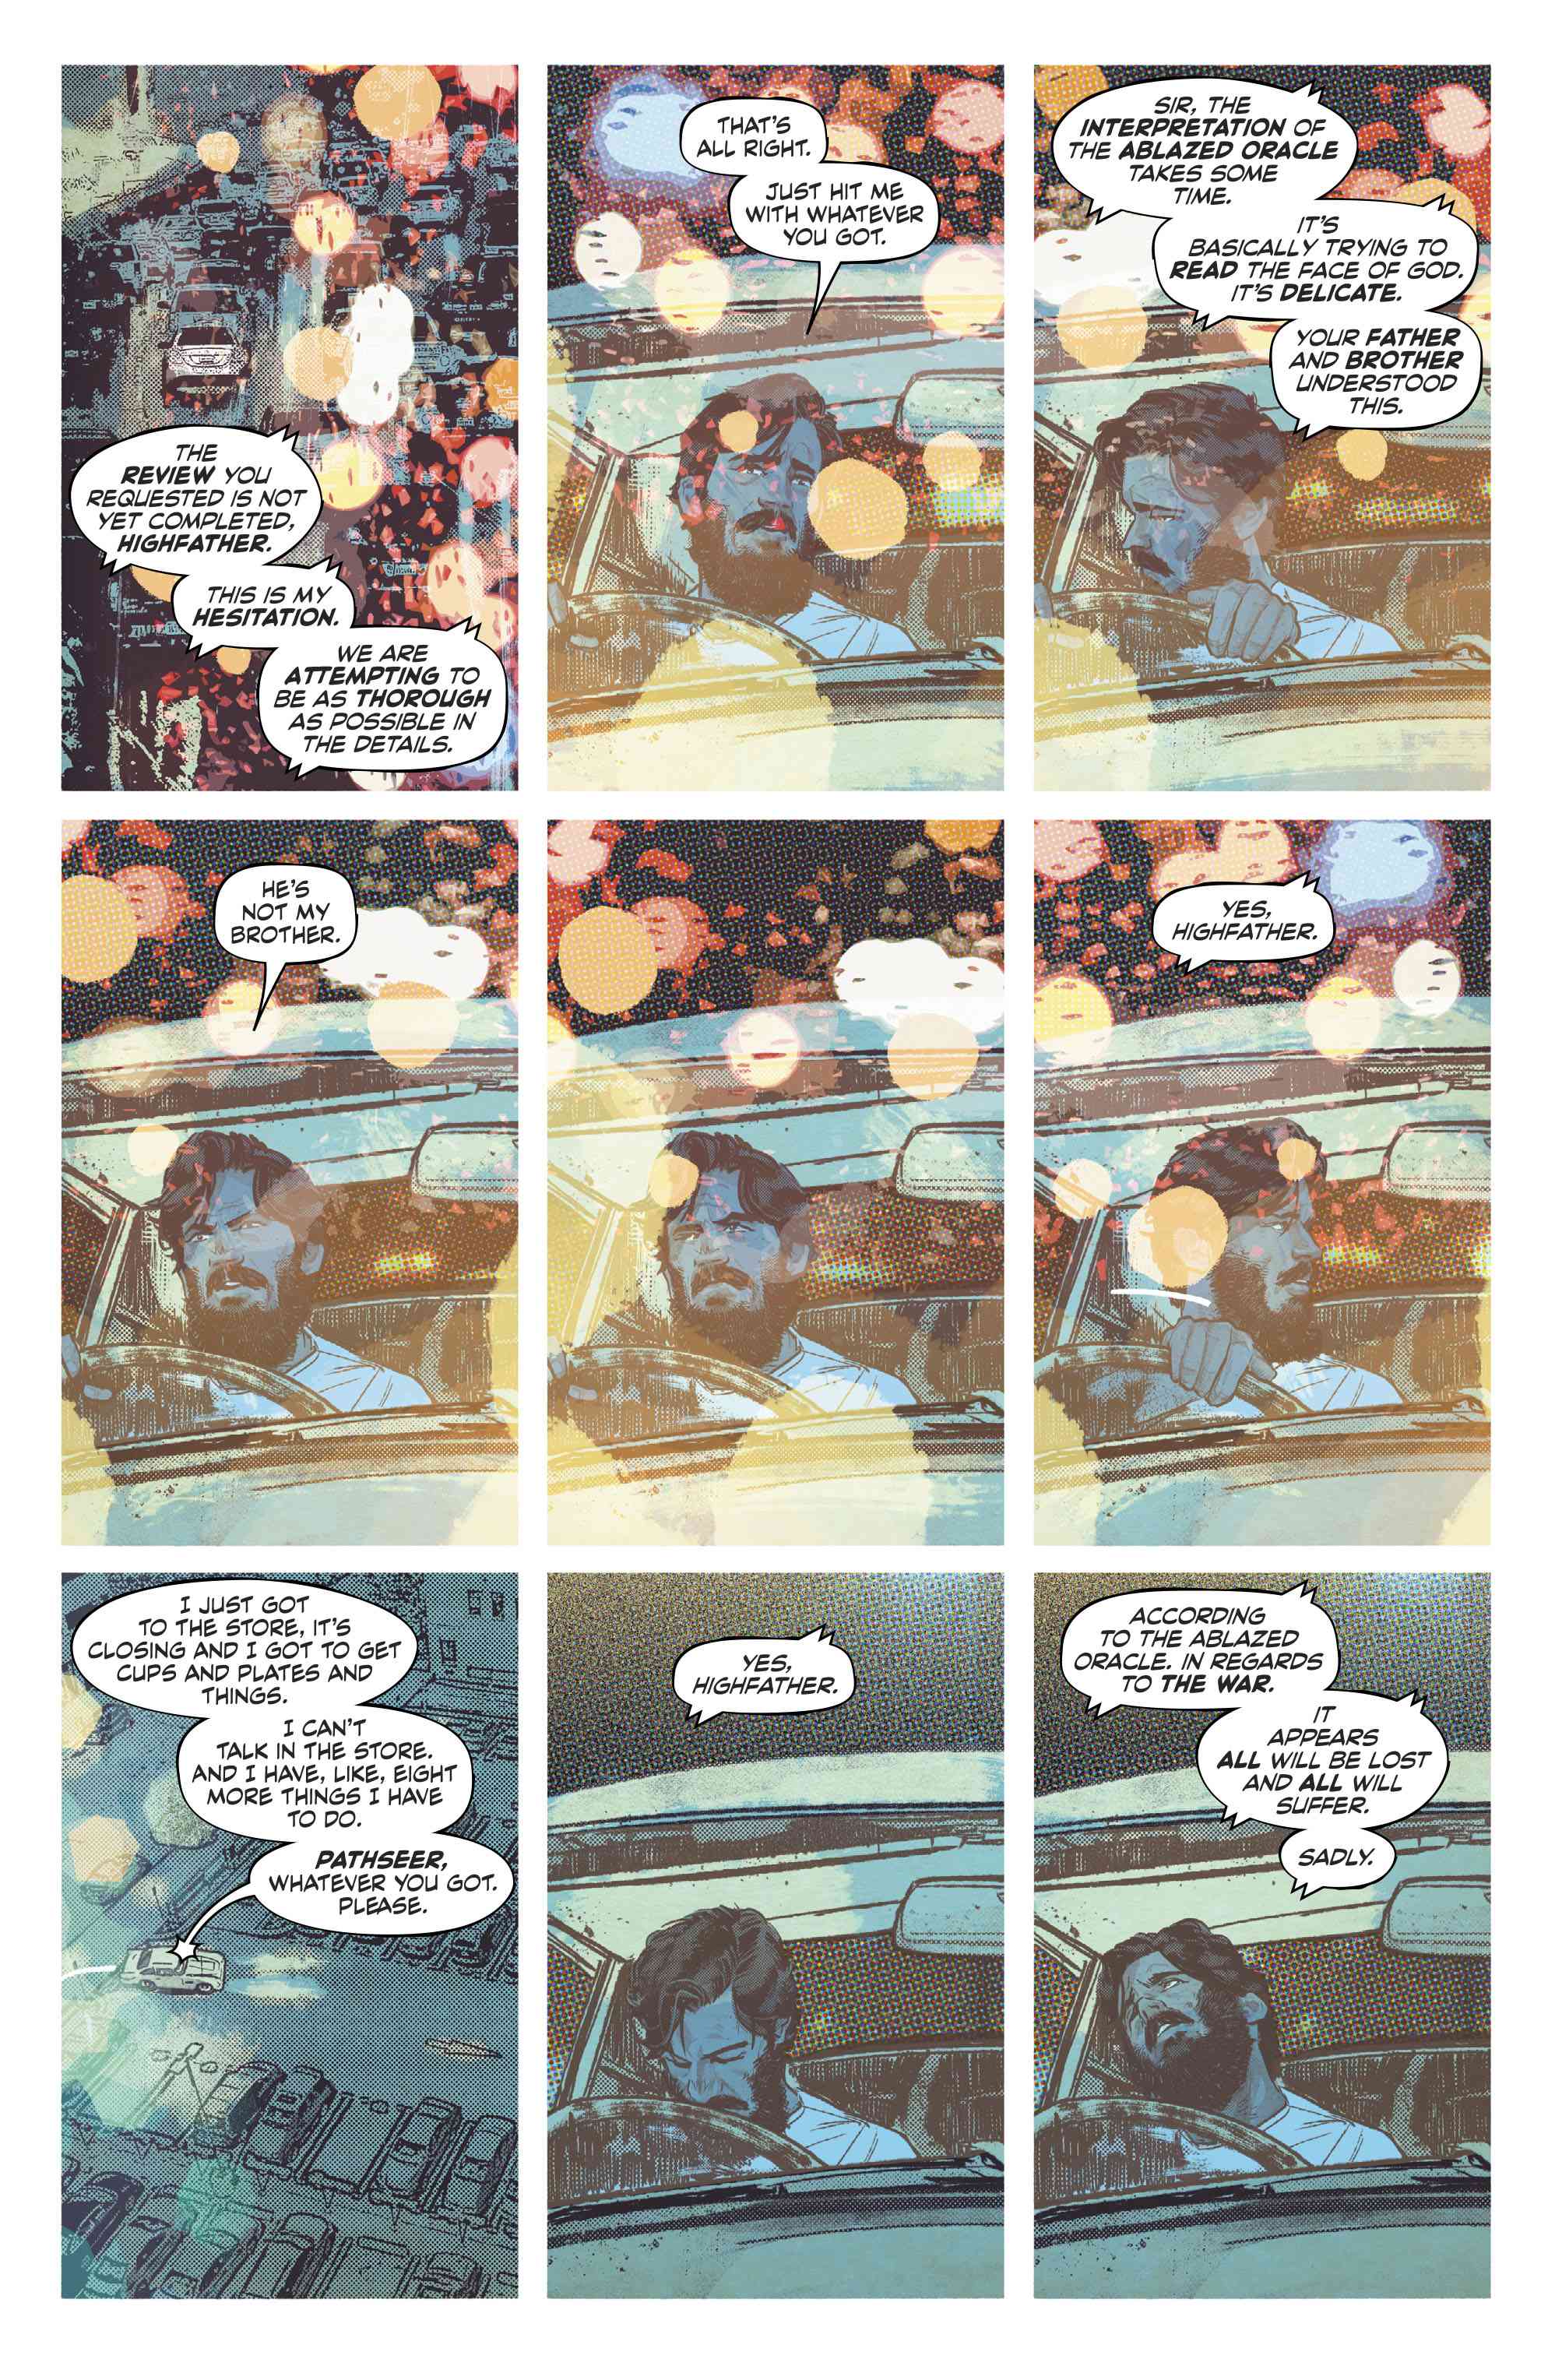 THE
REVIEW YOU
REQUESTED IS NOT
YET COMPLETED,
HIGHFATHER.
THIS IS MY
HESITATION.
WE ARE
ATTEMPTING TO
BE AS THOROUGH
AS POSSIBLE IN
THE DETAILS.
THAT'S
ALL RIGHT.
JUST HIT ME
WITH WHATEVER
YOU GOT.
SIR, THE
INTERPRETATION OF
THE ABLAZED ORACLE
TAKES SOME
TIME.
IT'S
BASICALLY TRYING TO
READ THE FACE OF GOD.
IT'S DELICATE.
YOUR FATHER
AND BROTHER
UNDERSTOOD
THIS.
HE'S
NOT MY
BROTHER.
YES,
HIGHFATHER.
I JUST GOT
TO THE STORE, IT'S
CLOSING AND I GOT TO GET
CUPS AND PLATES AND
THINGS.
I CAN'T
TALK IN THE STORE.
AND I HAVE, LIKE, EIGHT
MORE THINGS I HAVE
TO DO.
PATHSEER,
WHATEVER YOU GOT.
PLEASE.
YES,
HIGHFATHER.
ACCORDING
TO THE ABLAZED
ORACLE. IN REGARDS
TO THE WAR.
IT
APPEARS
ALL WILL BE LOST
AND ALL WILL
SUFFER.
SADLY.